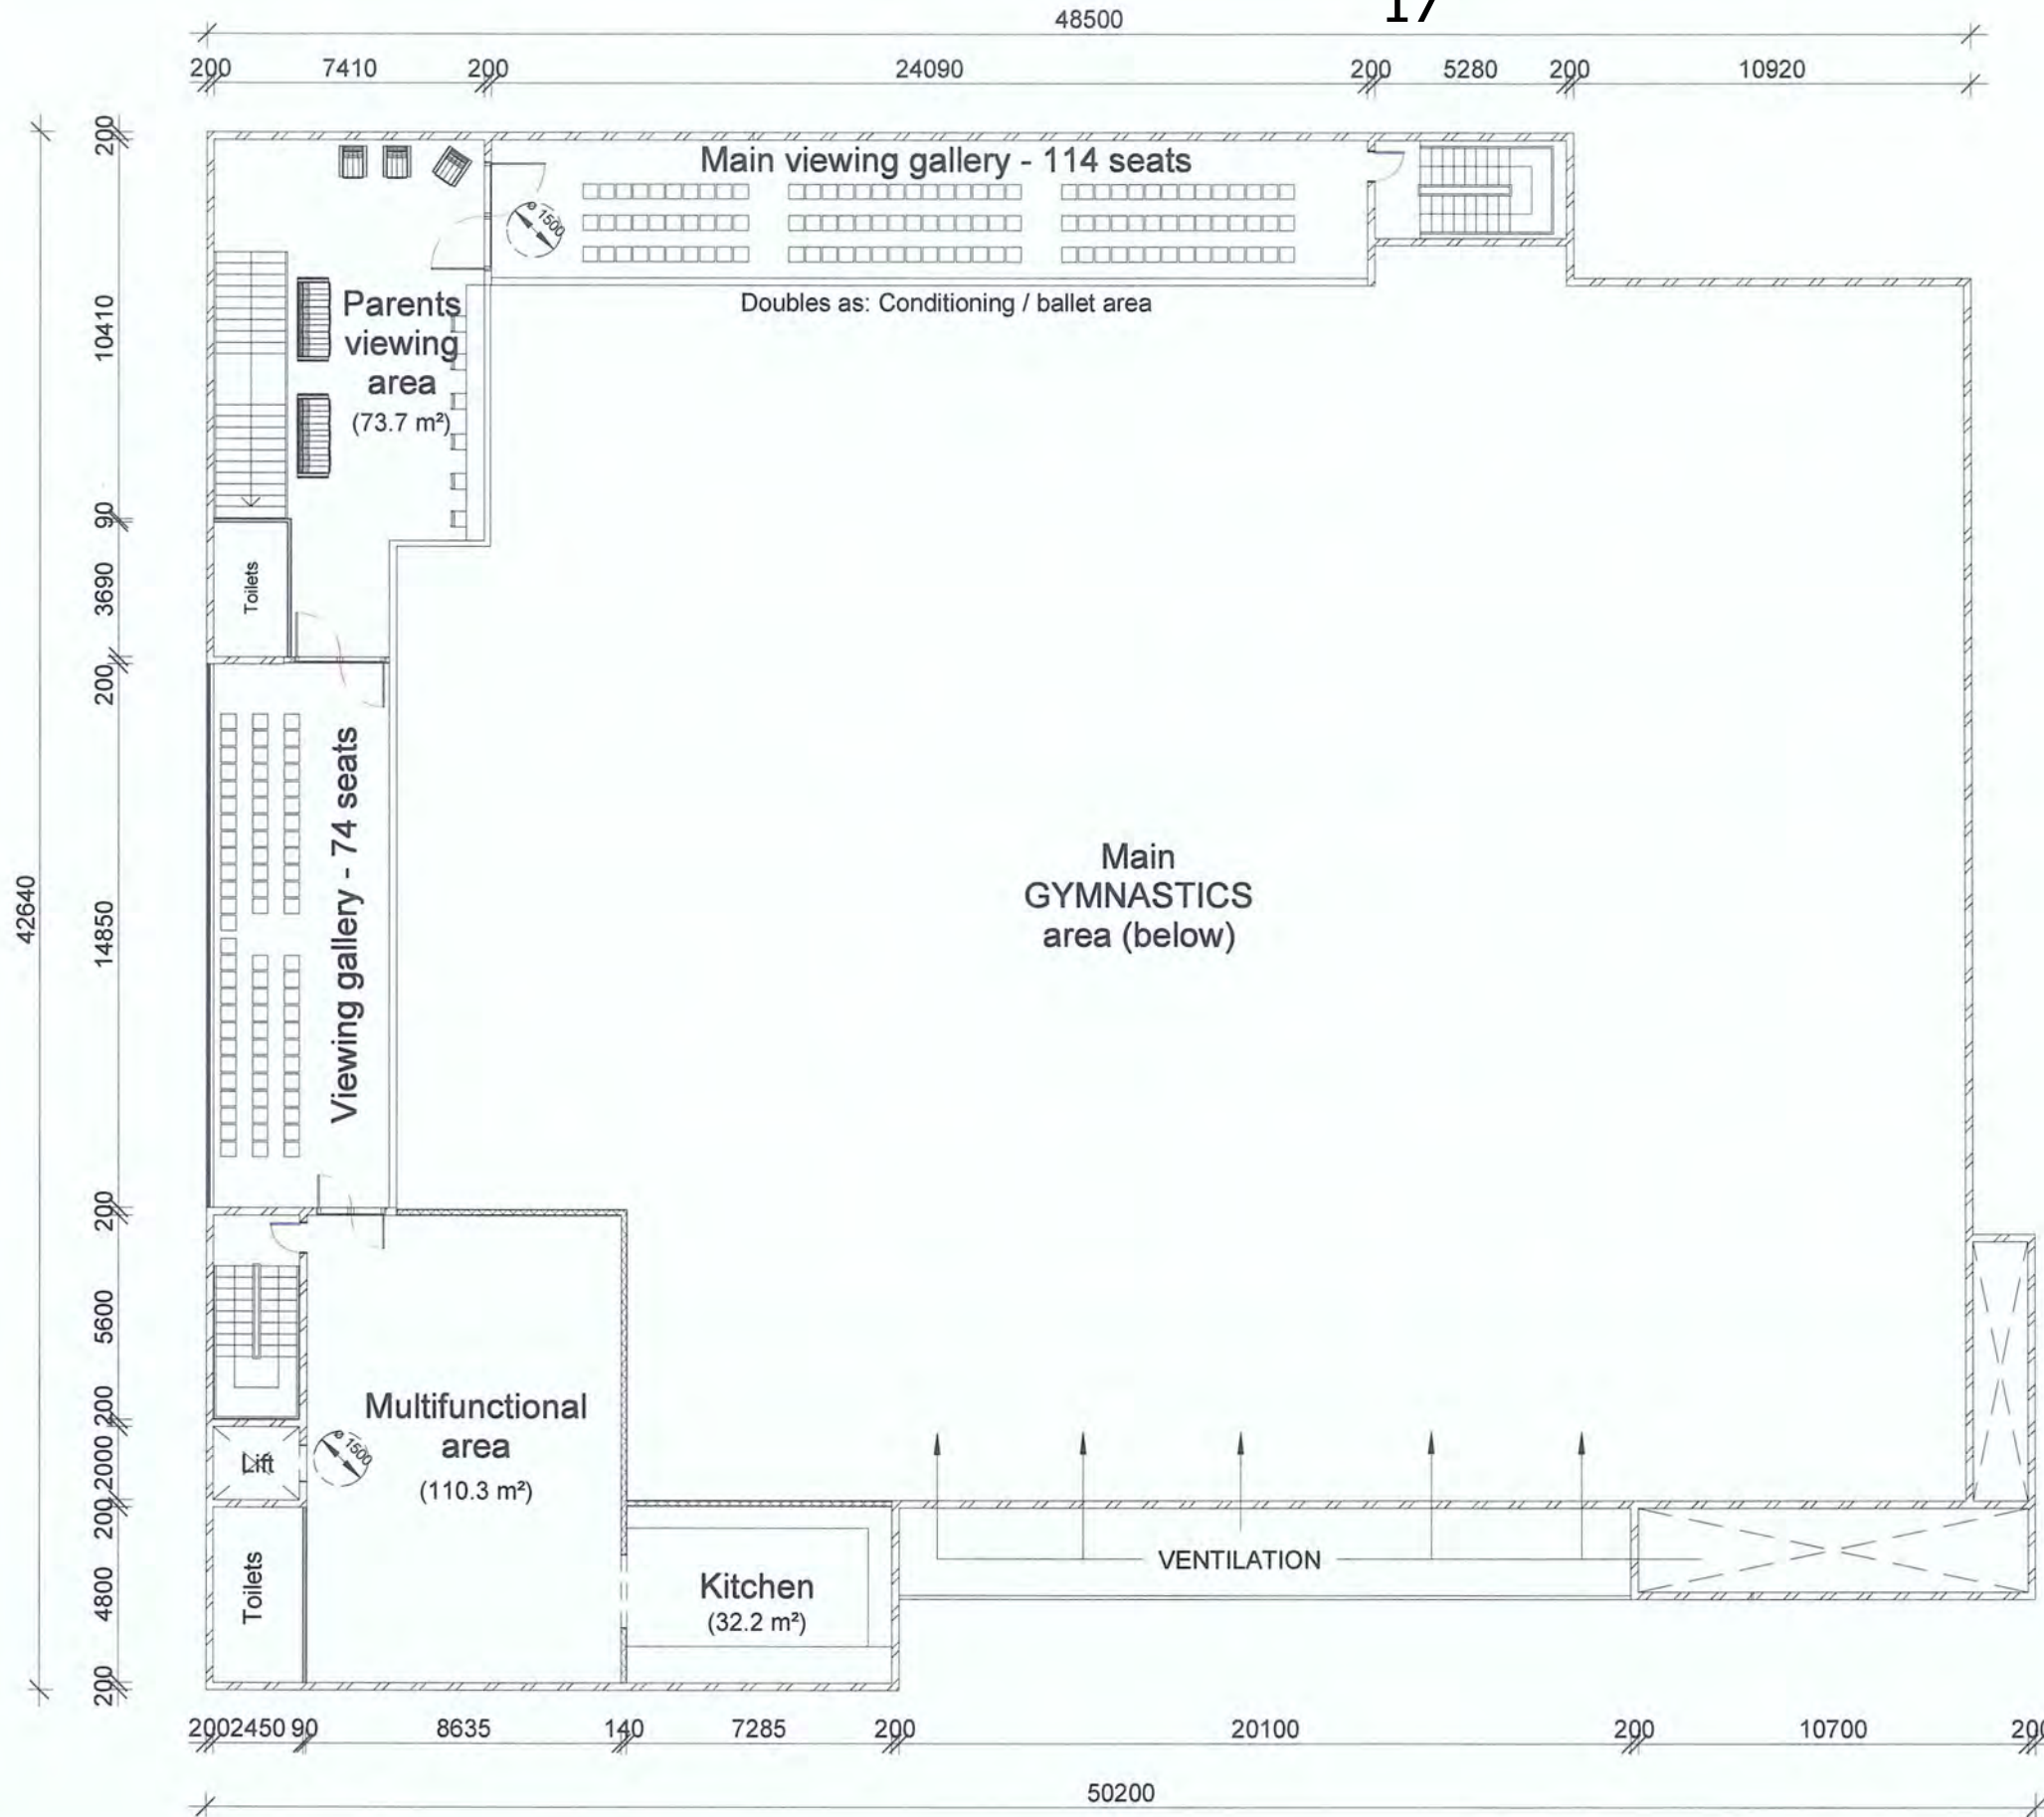 17
48500
200 7410 200 24090 200 5280 200 10920
42640
200
10410
90
3690
200
14850
200
5600
200
2000
200
4800
200
Main viewing gallery - 114 seats
ø 1500
Doubles as: Conditioning / ballet area
Parents
viewing
area
(73.7 m²)
Toilets
Viewing gallery - 74 seats
Main
GYMNASTICS
area (below)
Multifunctional
area
(110.3 m²)
Lift
ø 1500
Toilets
Kitchen
(32.2 m²)
VENTILATION
200 2450 90 8635 140 7285 200 20100 200 10700 200
50200